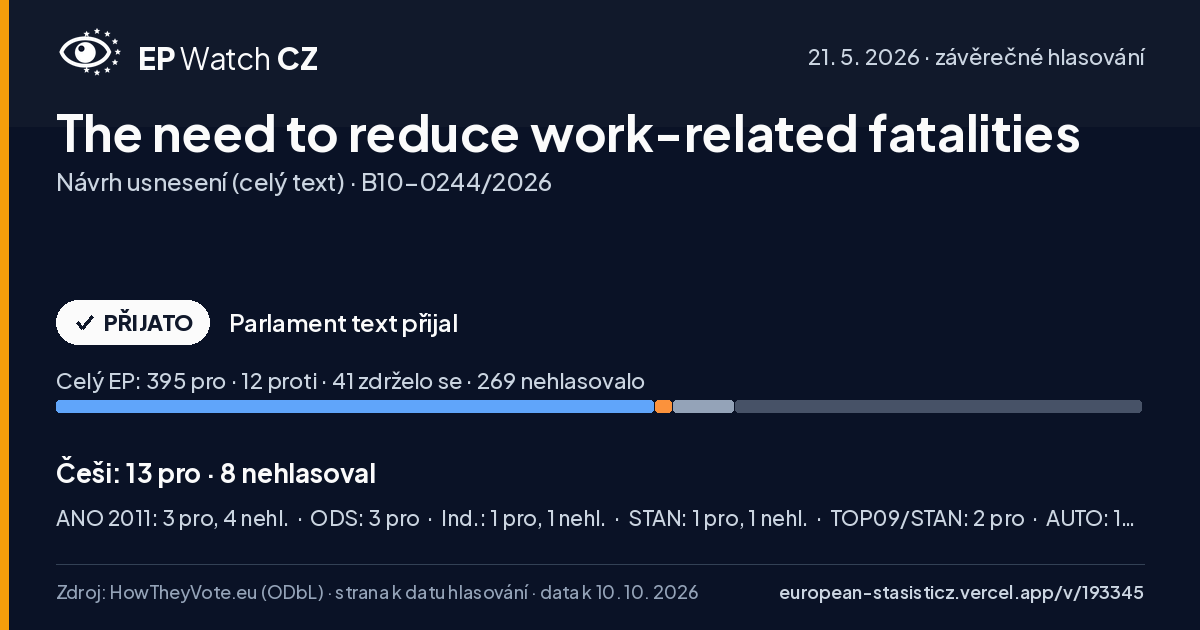 EP Watch CZ
21. 5. 2026 · závěrečné hlasování
The need to reduce work-related fatalities
Návrh usnesení (celý text) · B10-0244/2026
✓ PŘIJATO Parlament text přijal
Celý EP: 395 pro · 12 proti · 41 zdrželo se · 269 nehlasovalo
Češi: 13 pro · 8 nehlasoval
ANO 2011: 3 pro, 4 nehl. · ODS: 3 pro · Ind.: 1 pro, 1 nehl. · STAN: 1 pro, 1 nehl. · TOP09/STAN: 2 pro · AUTO: 1…
Zdroj: HowTheyVote.eu (ODbL) · strana k datu hlasování · data k 10. 10. 2026
european-stasisticz.vercel.app/v/193345